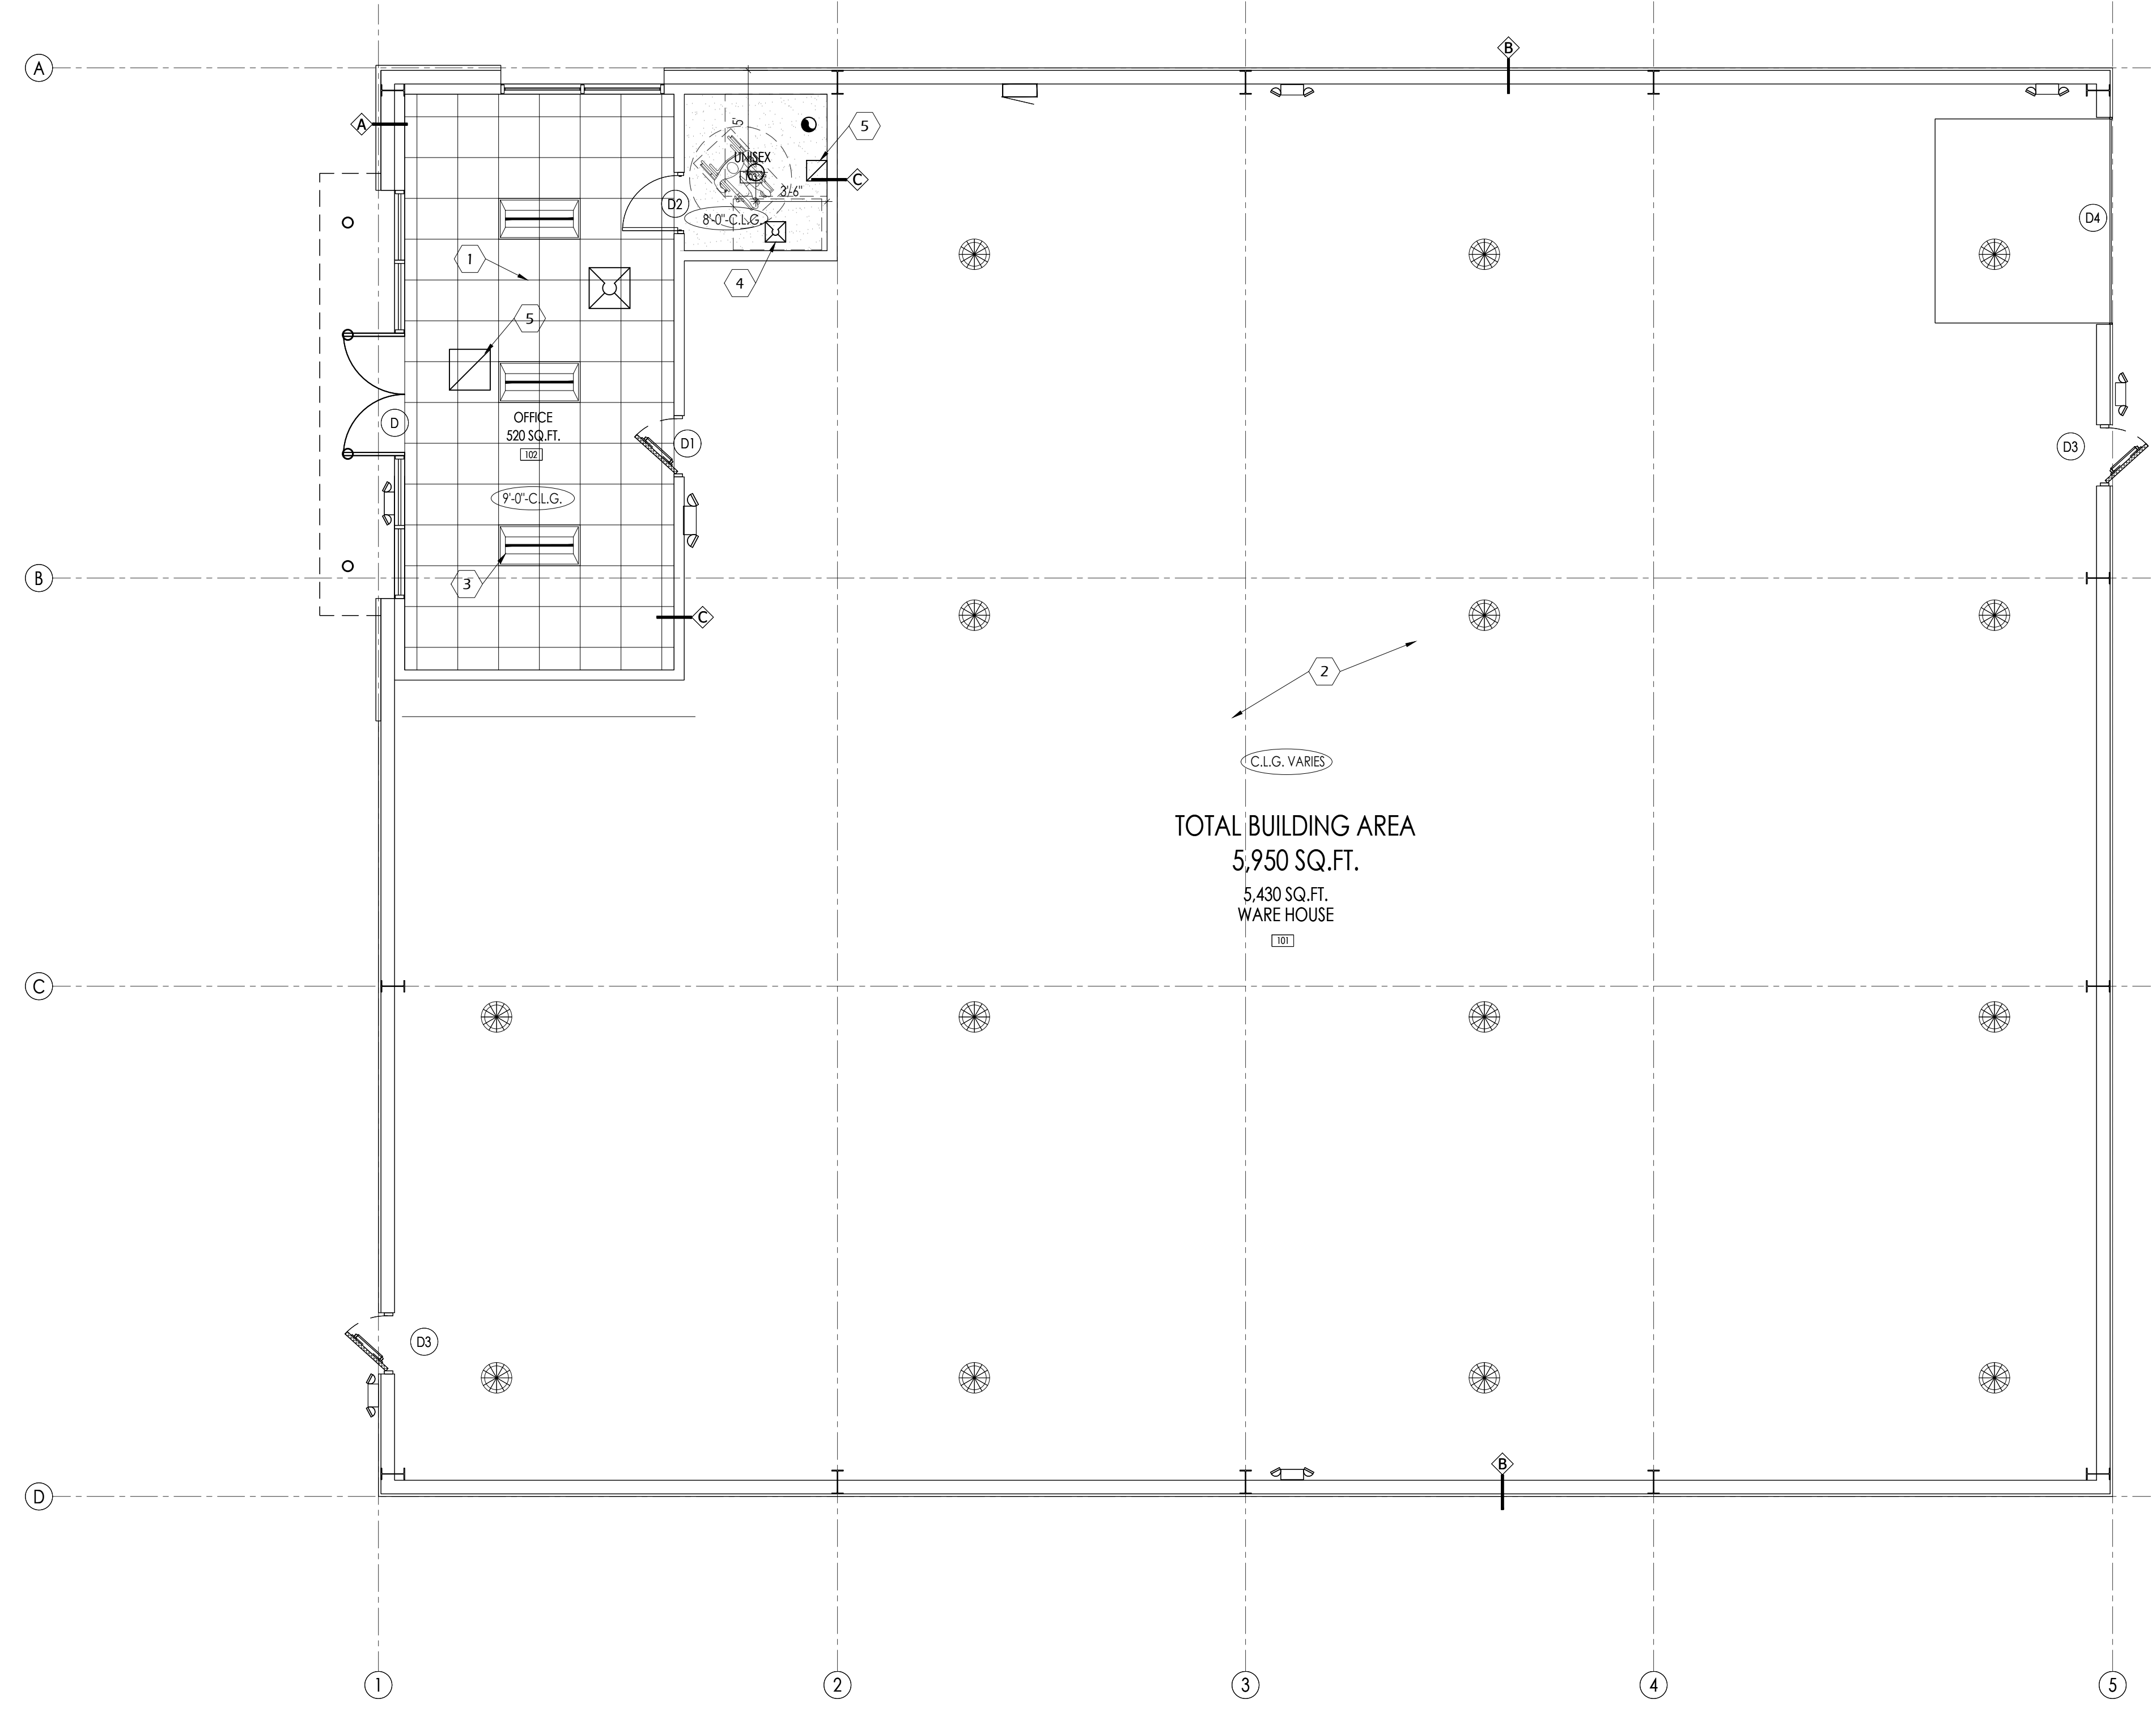 B
A
A
5
5'
UNISEX
C
3'-6"
D2
8'-0"-C.L.G.
D4
1
4
5
OFFICE
520 SQ.FT.
102
D
D1
D3
9'-0"-C.L.G.
B
3
C
2
C.L.G. VARIES
TOTAL BUILDING AREA
5,950 SQ.FT.
5,430 SQ.FT.
WARE HOUSE
101
C
D3
B
D
1
2
3
4
5